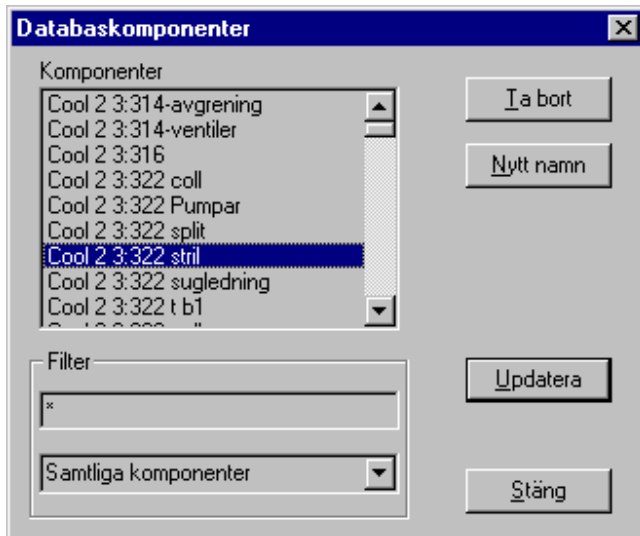 Databaskomponenter
Komponenter
Cool 2 3:314-avgrening
Cool 2 3:314-ventiler
Cool 2 3:316
Cool 2 3:322 coll
Cool 2 3:322 Pumpar
Cool 2 3:322 split
Cool 2 3:322 stril
Cool 2 3:322 sugledning
Cool 2 3:322 t b1
Ta bort
Nytt namn
Filter
*
Samtliga komponenter
Updatera
Stäng